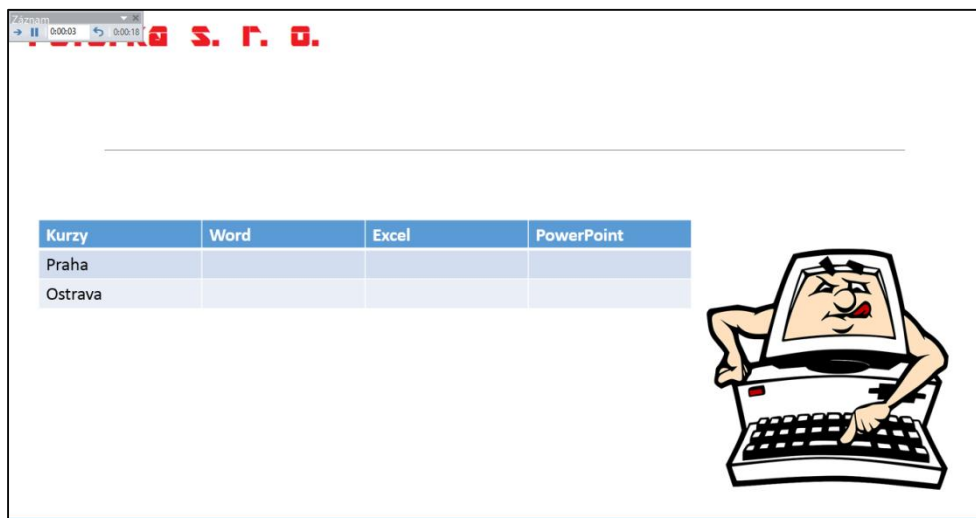 Záznam
0:00:03 0:00:18
s. r. o.
Kurzy Word Excel PowerPoint
Praha
Ostrava